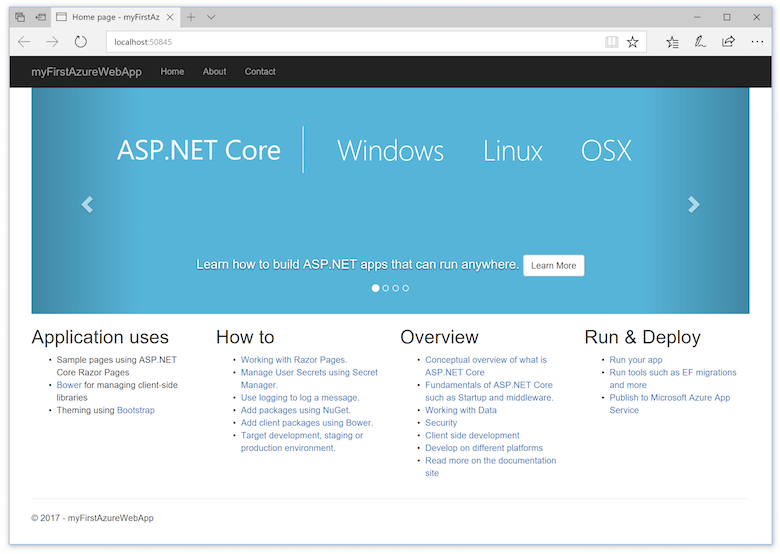 Home page - myFirstAz
localhost:50845
myFirstAzureWebApp Home About Contact
ASP.NET Core Windows Linux OSX
Learn how to build ASP.NET apps that can run anywhere. Learn More
Application uses
Sample pages using ASP.NET
Core Razor Pages
Bower for managing client-side
libraries
Theming using Bootstrap
How to
Working with Razor Pages.
Manage User Secrets using Secret
Manager.
Use logging to log a message.
Add packages using NuGet.
Add client packages using Bower.
Target development, staging or
production environment.
Overview
Conceptual overview of what is
ASP.NET Core
Fundamentals of ASP.NET Core
such as Startup and middleware.
Working with Data
Security
Client side development
Develop on different platforms
Read more on the documentation
site
Run & Deploy
Run your app
Run tools such as EF migrations
and more
Publish to Microsoft Azure App
Service
© 2017 - myFirstAzureWebApp